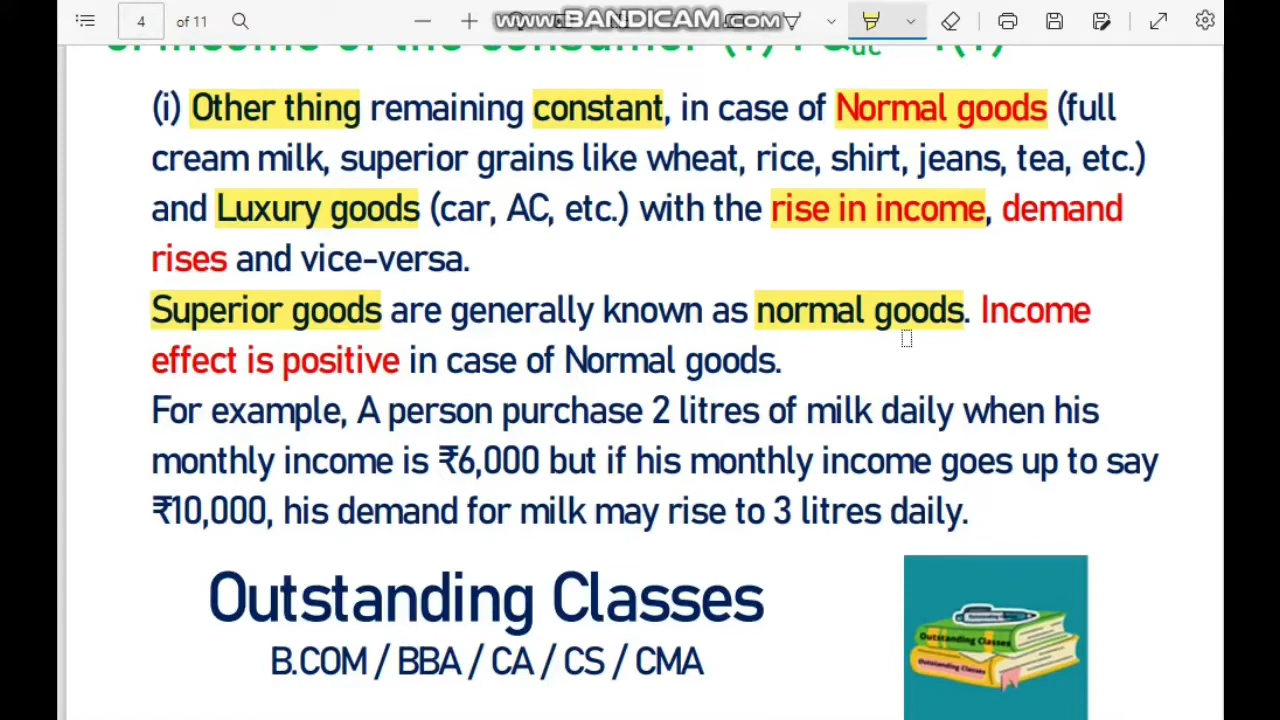 4 of 11
www.BANDICAM.com
(i) Other thing remaining constant, in case of Normal goods (full
cream milk, superior grains like wheat, rice, shirt, jeans, tea, etc.)
and Luxury goods (car, AC, etc.) with the rise in income, demand
rises and vice-versa.
Superior goods are generally known as normal goods. Income
effect is positive in case of Normal goods.
For example, A person purchase 2 litres of milk daily when his
monthly income is ₹6,000 but if his monthly income goes up to say
₹10,000, his demand for milk may rise to 3 litres daily.
Outstanding Classes
B.COM / BBA / CA / CS / CMA
Outstanding Classes
Outstanding Classes